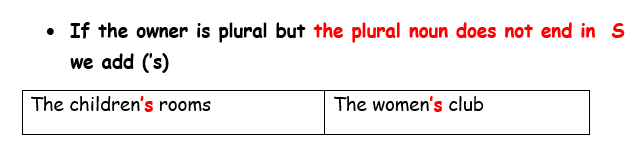 • If the owner is plural but the plural noun does not end in S
we add ('s)
The children's rooms The women's club